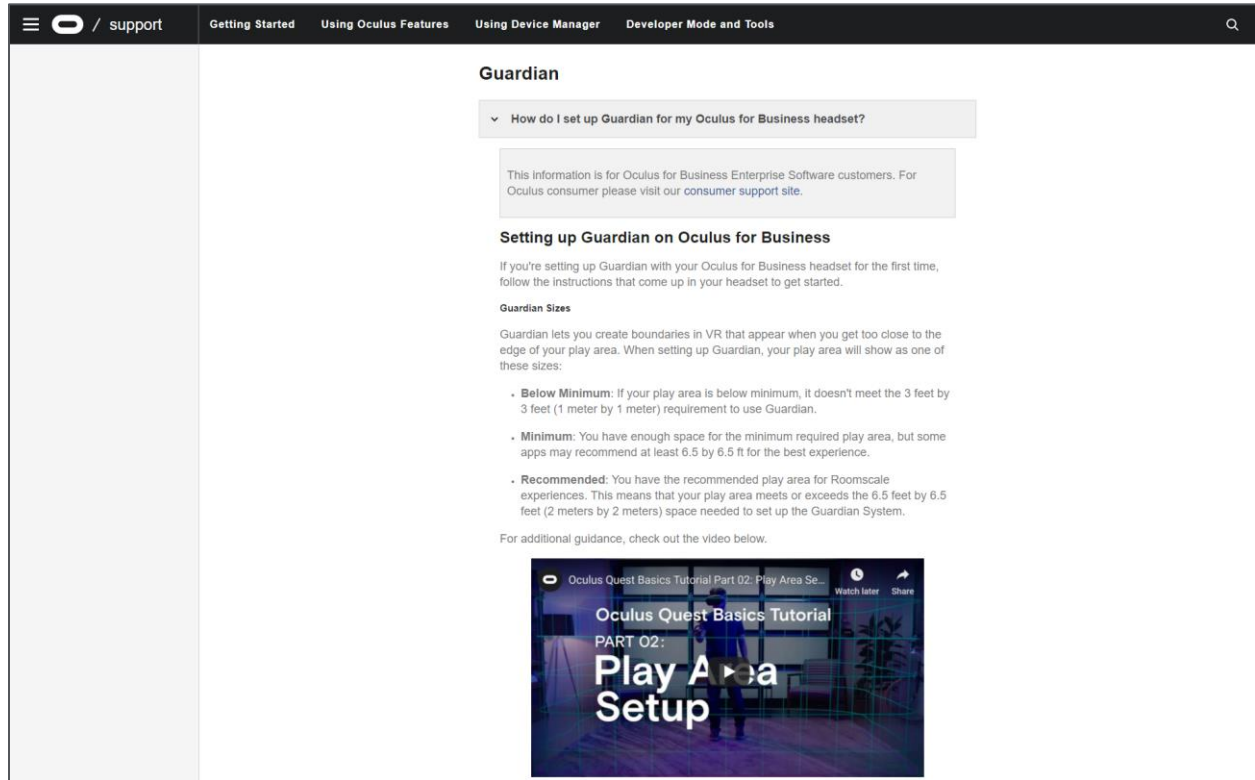 / support
Getting Started Using Oculus Features Using Device Manager Developer Mode and Tools
Guardian
How do I set up Guardian for my Oculus for Business headset?
This information is for Oculus for Business Enterprise Software customers. For
Oculus consumer please visit our consumer support site.
Setting up Guardian on Oculus for Business
If you're setting up Guardian with your Oculus for Business headset for the first time,
follow the instructions that come up in your headset to get started.
Guardian Sizes
Guardian lets you create boundaries in VR that appear when you get too close to the
edge of your play area. When setting up Guardian, your play area will show as one of
these sizes:
• Below Minimum: If your play area is below minimum, it doesn't meet the 3 feet by
3 feet (1 meter by 1 meter) requirement to use Guardian.
• Minimum: You have enough space for the minimum required play area, but some
apps may recommend at least 6.5 by 6.5 ft for the best experience.
• Recommended: You have the recommended play area for Roomscale
experiences. This means that your play area meets or exceeds the 6.5 feet by 6.5
feet (2 meters by 2 meters) space needed to set up the Guardian System.
For additional guidance, check out the video below.
Oculus Quest Basics Tutorial Part 02: Play Area Se...
Watch later Share
Oculus Quest Basics Tutorial
PART 02:
Play Area
Setup